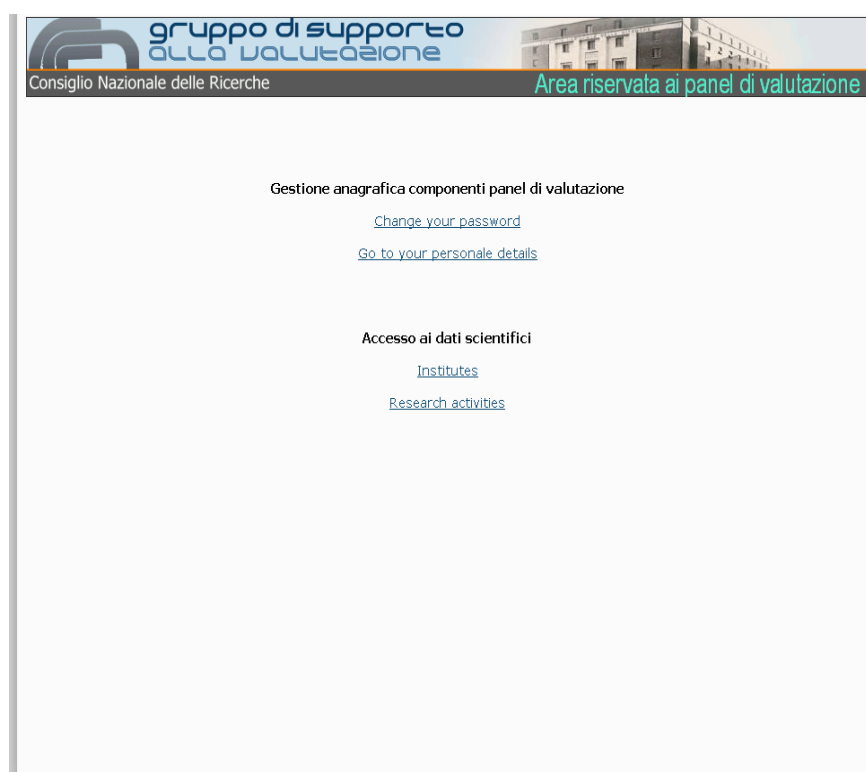 gruppo di supporto
alla valutazione
Consiglio Nazionale delle Ricerche
Area riservata ai panel di valutazione
Gestione anagrafica componenti panel di valutazione
Change your password
Go to your personale details
Accesso ai dati scientifici
Institutes
Research activities